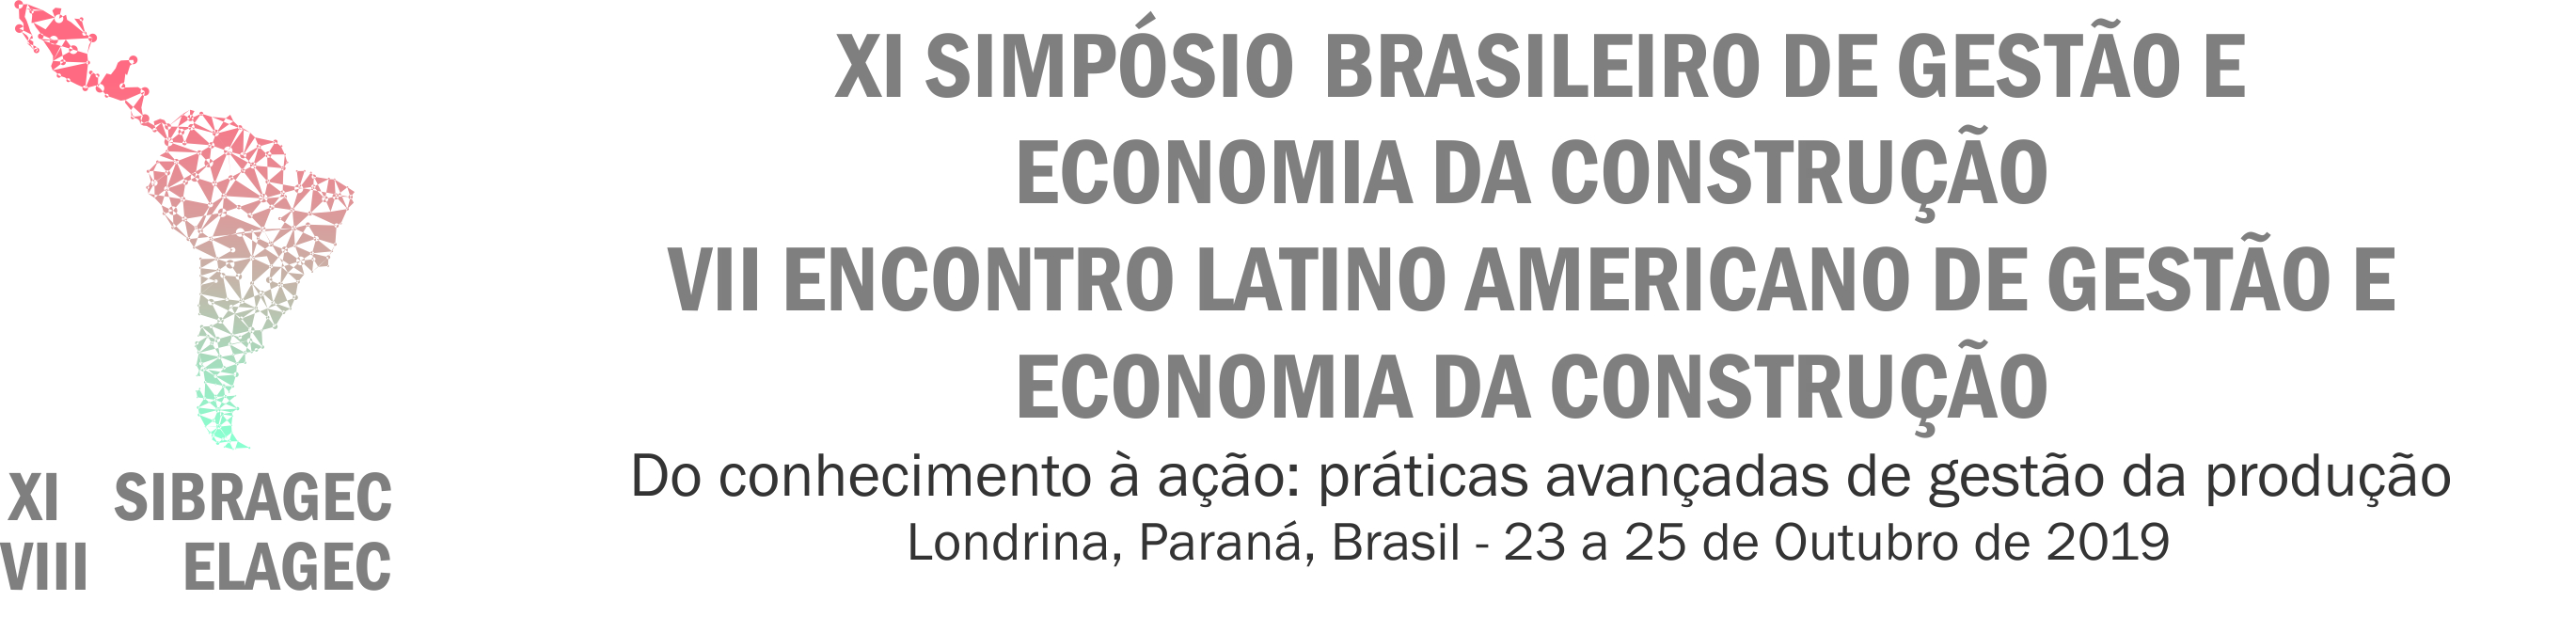 XI SIMPÓSIO BRASILEIRO DE GESTÃO E
ECONOMIA DA CONSTRUÇÃO
VII ENCONTRO LATINO AMERICANO DE GESTÃO E
ECONOMIA DA CONSTRUÇÃO
Do conhecimento à ação: práticas avançadas de gestão da produção
Londrina, Paraná, Brasil - 23 a 25 de Outubro de 2019
XI SIBRAGEC
VIII ELAGEC